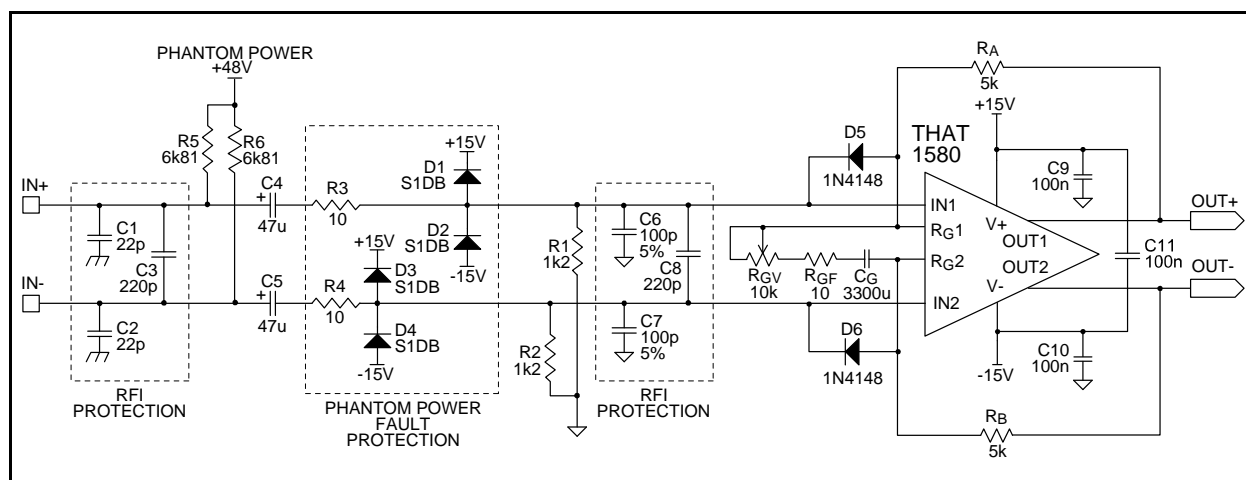 PHANTOM POWER
+48V
R5
6k81
R6
6k81
IN+
IN-
C1
22p
C2
22p
C3
220p
RFI
PROTECTION
C4
+
47u
C5
+
47u
R3
10
R4
10
+15V
D1
S1DB
D2
S1DB
-15V
+15V
D3
S1DB
D4
S1DB
-15V
PHANTOM POWER
FAULT
PROTECTION
R1
1k2
R2
1k2
C6
100p
5%
C7
100p
5%
C8
220p
RFI
PROTECTION
D5
1N4148
D6
1N4148
RGV
10k
RGF
10
CG
3300u
RA
5k
RB
5k
+15V
THAT
1580
IN1
RG1
RG2
IN2
V+
OUT1
OUT2
V-
-15V
C9
100n
C10
100n
C11
100n
OUT+
OUT-